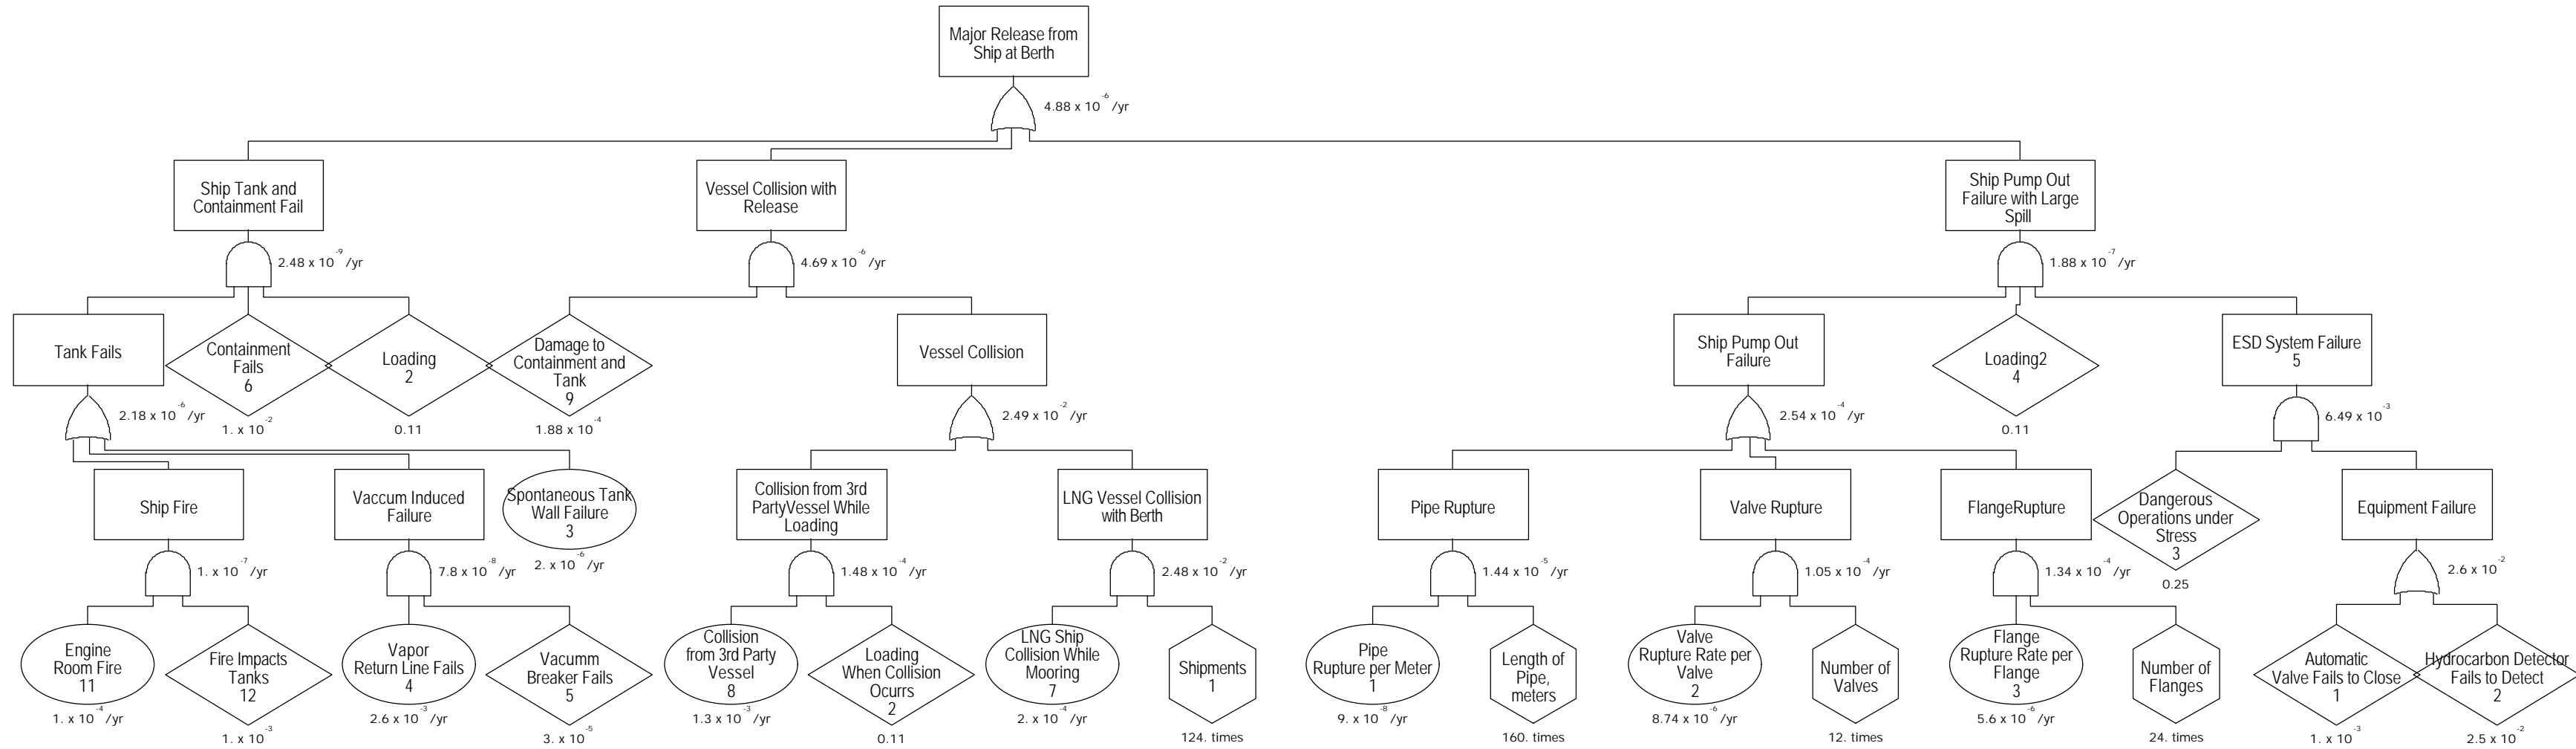 Major Release from
Ship at Berth
4.88 x 10⁻⁶ /yr
Ship Tank and
Containment Fail
2.48 x 10⁻⁹ /yr
Vessel Collision with
Release
4.69 x 10⁻⁶ /yr
Ship Pump Out
Failure with Large
Spill
1.88 x 10⁻⁷ /yr
Tank Fails
2.18 x 10⁻⁶ /yr
Containment
Fails
6
1. x 10⁻²
Loading
2
0.11
Damage to
Containment and
Tank
9
1.88 x 10⁻⁴
Vessel Collision
2.49 x 10⁻² /yr
Ship Pump Out
Failure
2.54 x 10⁻⁴ /yr
Loading2
4
0.11
ESD System Failure
5
6.49 x 10⁻³
Ship Fire
1. x 10⁻⁷ /yr
Vaccum Induced
Failure
7.8 x 10⁻⁸ /yr
Spontaneous Tank
Wall Failure
3
2. x 10⁻⁶ /yr
Collision from 3rd
PartyVessel While
Loading
1.48 x 10⁻⁴ /yr
LNG Vessel Collision
with Berth
2.48 x 10⁻² /yr
Pipe Rupture
1.44 x 10⁻⁵ /yr
Valve Rupture
1.05 x 10⁻⁴ /yr
FlangeRupture
1.34 x 10⁻⁴ /yr
Dangerous
Operations under
Stress
3
0.25
Equipment Failure
2.6 x 10⁻²
Engine
Room Fire
11
1. x 10⁻⁴ /yr
Fire Impacts
Tanks
12
1. x 10⁻³
Vapor
Return Line Fails
4
2.6 x 10⁻³ /yr
Vacumm
Breaker Fails
5
3. x 10⁻⁵
Collision
from 3rd Party
Vessel
8
1.3 x 10⁻³ /yr
Loading
When Collision
Ocurrs
2
0.11
LNG Ship
Collision While
Mooring
7
2. x 10⁻⁴ /yr
Shipments
1
124. times
Pipe
Rupture per Meter
1
9. x 10⁻⁸ /yr
Length of
Pipe,
meters
160. times
Valve
Rupture Rate per
Valve
2
8.74 x 10⁻⁶ /yr
Number of
Valves
12. times
Flange
Rupture Rate per
Flange
3
5.6 x 10⁻⁶ /yr
Number of
Flanges
24. times
Automatic
Valve Fails to Close
1
1. x 10⁻³
Hydrocarbon Detector
Fails to Detect
2
2.5 x 10⁻²